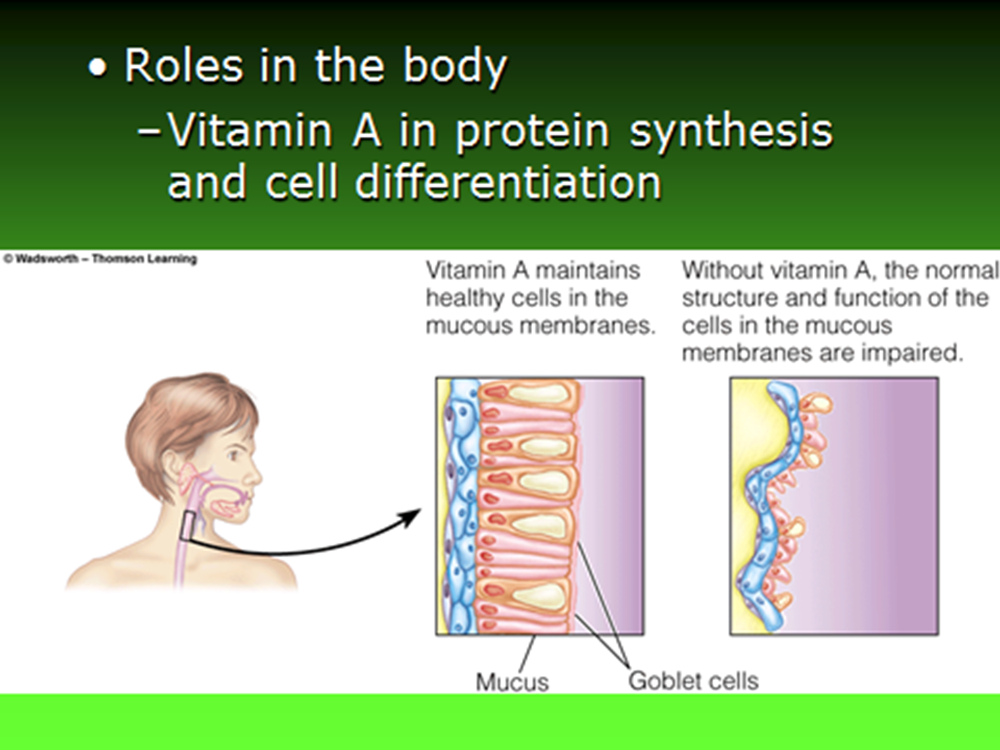 • Roles in the body
–Vitamin A in protein synthesis
and cell differentiation
© Wadsworth – Thomson Learning
Vitamin A maintains
healthy cells in the
mucous membranes.
Without vitamin A, the normal
structure and function of the
cells in the mucous
membranes are impaired.
Mucus
Goblet cells